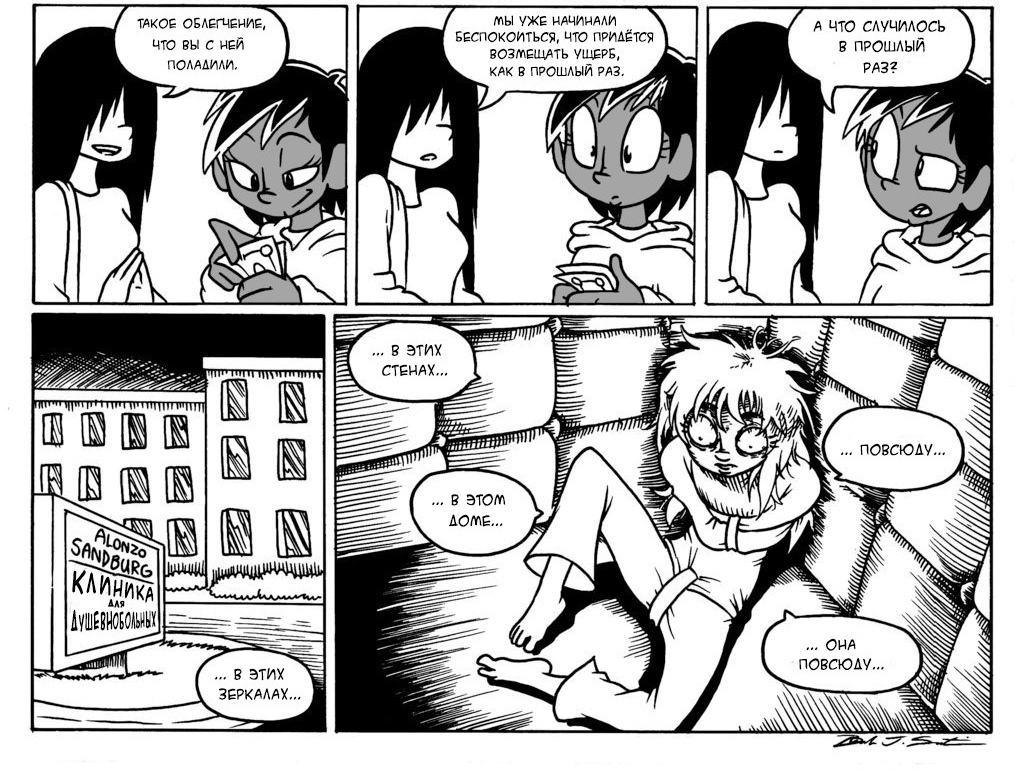 ТАКОЕ ОБЛЕГЧЕНИЕ,
ЧТО ВЫ С НЕЙ
ПОЛАДИЛИ.
МЫ УЖЕ НАЧИНАЛИ
БЕСПОКОИТЬСЯ, ЧТО ПРИДЁТСЯ
ВОЗМЕЩАТЬ УЩЕРБ,
КАК В ПРОШЛЫЙ РАЗ.
А ЧТО СЛУЧИЛОСЬ
В ПРОШЛЫЙ
РАЗ?
ALONZO
SANDBURG
КЛИНИКА
ДЛЯ
ДУШЕВНОБОЛЬНЫХ
... В ЭТИХ
ЗЕРКАЛАХ...
... В ЭТИХ
СТЕНАХ...
... В ЭТОМ
ДОМЕ...
... ПОВСЮДУ...
... ОНА
ПОВСЮДУ...